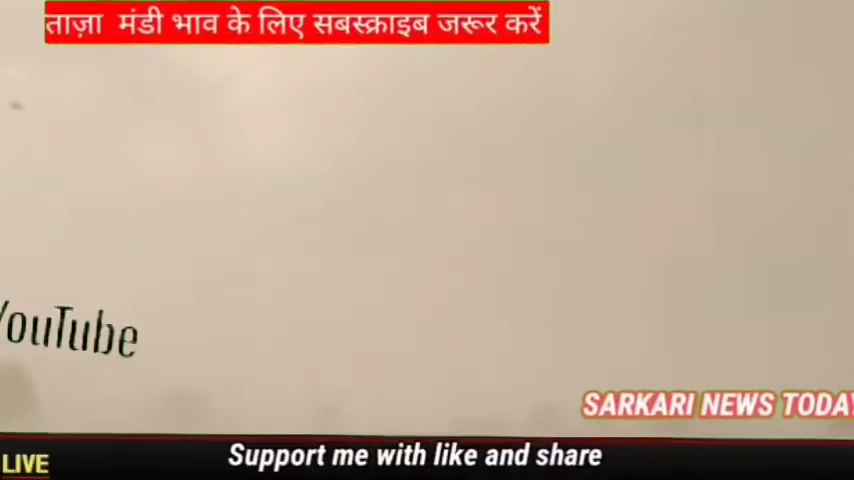 ताज़ा मंडी भाव के लिए सबस्क्राइब जरूर करें
YouTube
SARKARI NEWS TODAY
LIVE
Support me with like and share